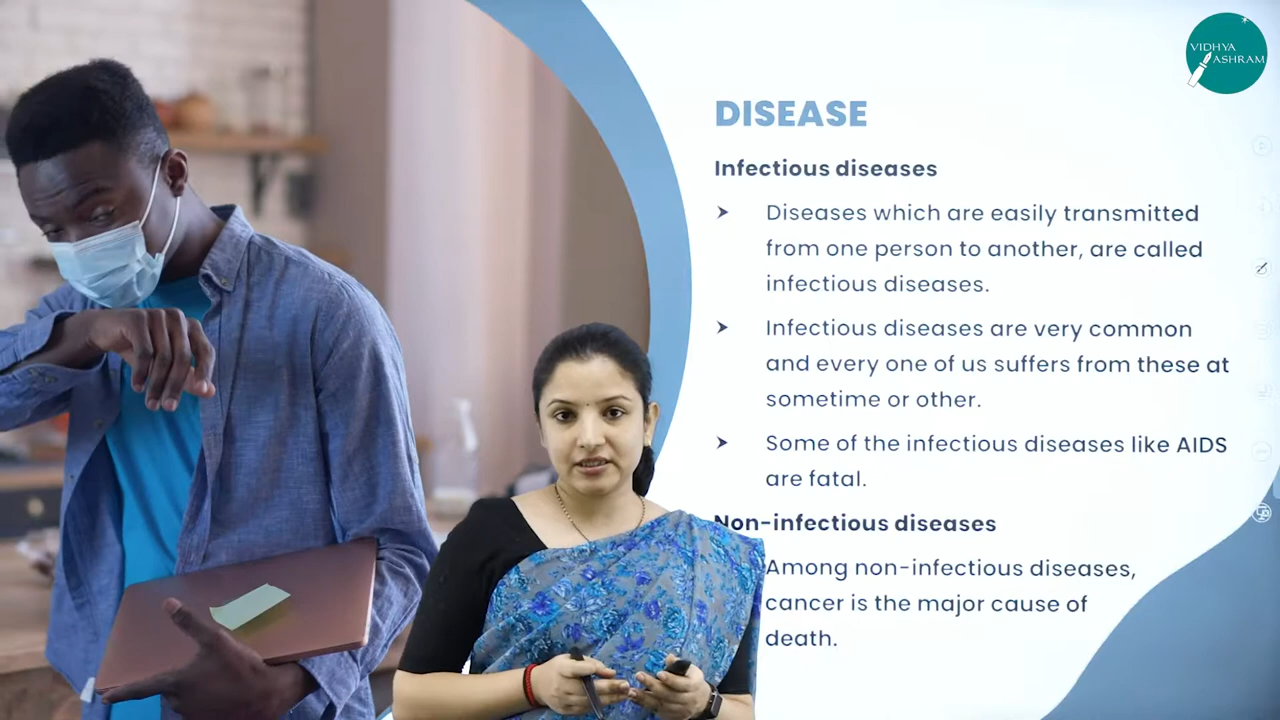 VIDHYA
ASHRAM
DISEASE
Infectious diseases
➤ Diseases which are easily transmitted
from one person to another, are called
infectious diseases.
➤ Infectious diseases are very common
and every one of us suffers from these at
sometime or other.
➤ Some of the infectious diseases like AIDS
are fatal.
Non-infectious diseases
Among non-infectious diseases,
cancer is the major cause of
death.